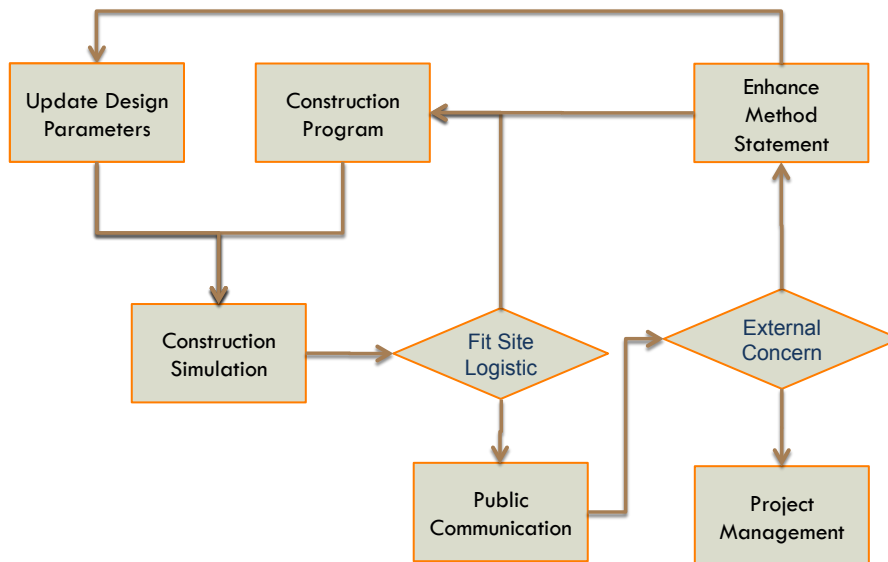 Update Design
Parameters
Construction
Program
Enhance
Method
Statement
Construction
Simulation
Fit Site
Logistic
External
Concern
Public
Communication
Project
Management